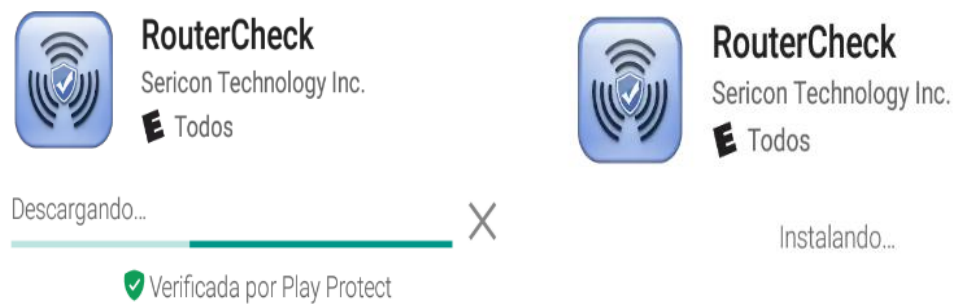 RouterCheck
Sericon Technology Inc.
E Todos
Descargando...
X
Verificada por Play Protect
RouterCheck
Sericon Technology Inc.
E Todos
Instalando...